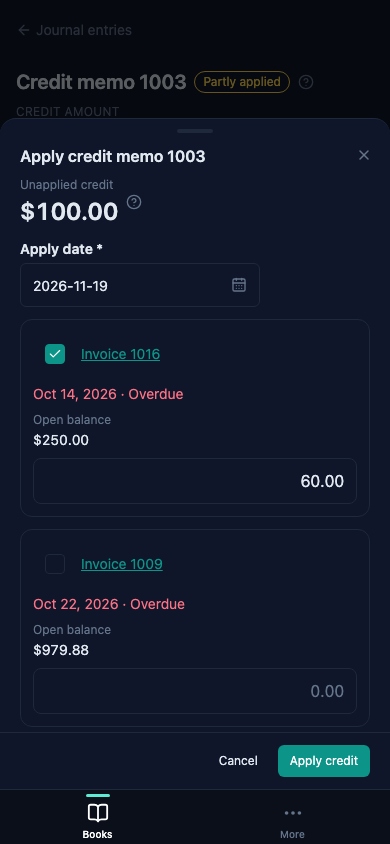 Journal entries
Credit memo 1003 Partly applied
CREDIT AMOUNT
Apply credit memo 1003
Unapplied credit
$100.00
Apply date *
2026-11-19
Invoice 1016
Oct 14, 2026 · Overdue
Open balance
$250.00
60.00
Invoice 1009
Oct 22, 2026 · Overdue
Open balance
$979.88
0.00
Cancel Apply credit
Books More